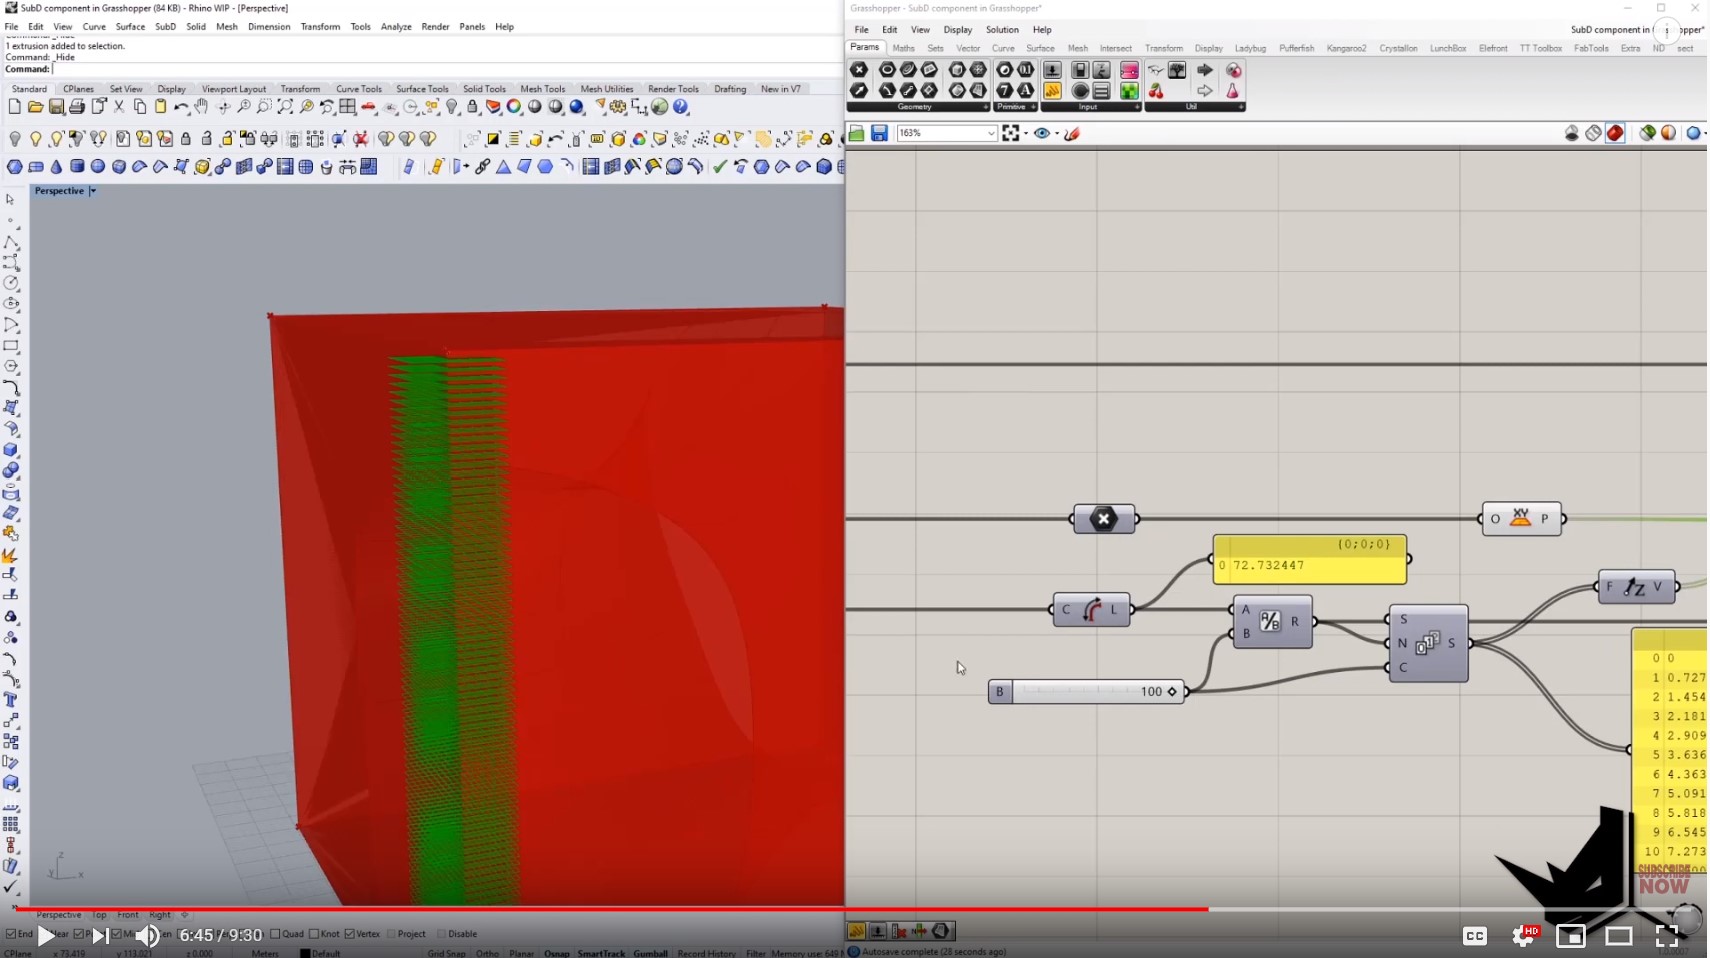 SubD component in Grasshopper (84 KB) - Rhino WIP - [Perspective]
File Edit View Curve Surface SubD Solid Mesh Dimension Transform Tools Analyze Render Panels Help
1 extrusion added to selection.
Command: _Hide
Command:
Standard CPlanes Set View Display Viewport Layout Transform Curve Tools Surface Tools Solid Tools Mesh Tools Mesh Utilities Render Tools Drafting New in V7
Perspective
z
y x
Perspective Top Front Right
End Quad Knot Vertex Project Disable
CPlane x 73.419 y 113.021 z 0.000 Meters Default Grid Snap Ortho Planar Osnap SmartTrack Gumball Record History Filter Memory use: 649 M
Grasshopper - SubD component in Grasshopper*
File Edit View Display Solution Help
SubD component in Grasshopper*
Params Maths Sets Vector Curve Surface Mesh Intersect Transform Display Ladybug Pufferfish Kangaroo2 Crystallon LunchBox Elefront TT Toolbox FabTools Extra
Geometry Primitive Input Util
163%
O XY P
{0;0;0}
0 72.732447
C L
A A/B R
B
S
N S
C
F Z V
B 100
0 0
1 0.727
2 1.454
3 2.181
4 2.909
5 3.636
6 4.363
7 5.091
8 5.818
9 6.545
10 7.273
SUBSCRIBE
NOW
6:45 / 9:30
CC HD
Autosave complete (28 seconds ago)
1.0.0007